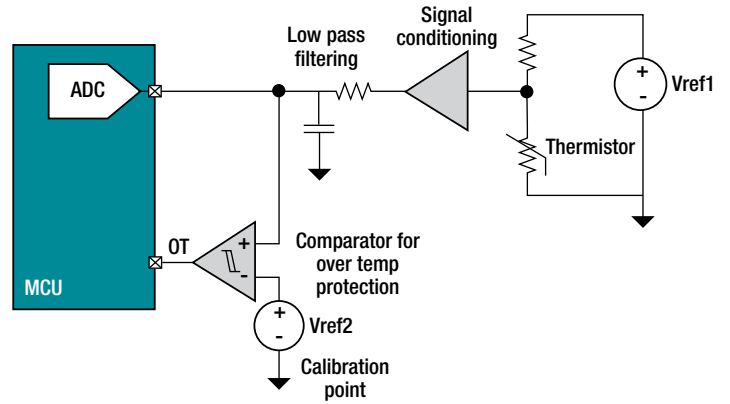 Signal
conditioning
Low pass
filtering
ADC
+
-
Vref1
Thermistor
OT
+
-
Comparator for
over temp
protection
MCU
+
-
Vref2
Calibration
point